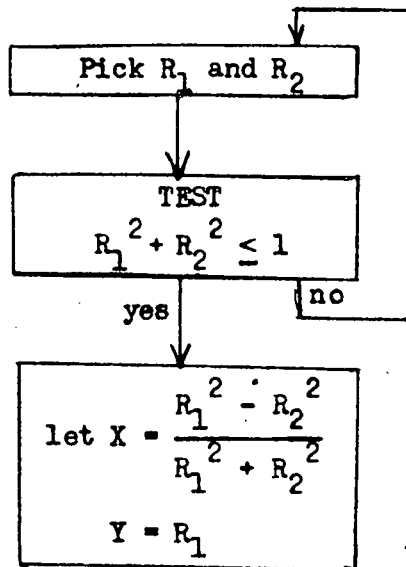 Pick R₁ and R₂
TEST
R₁² + R₂² ≤ 1
no
yes
let X = (R₁² - R₂²) / (R₁² + R₂²)
Y = R₁